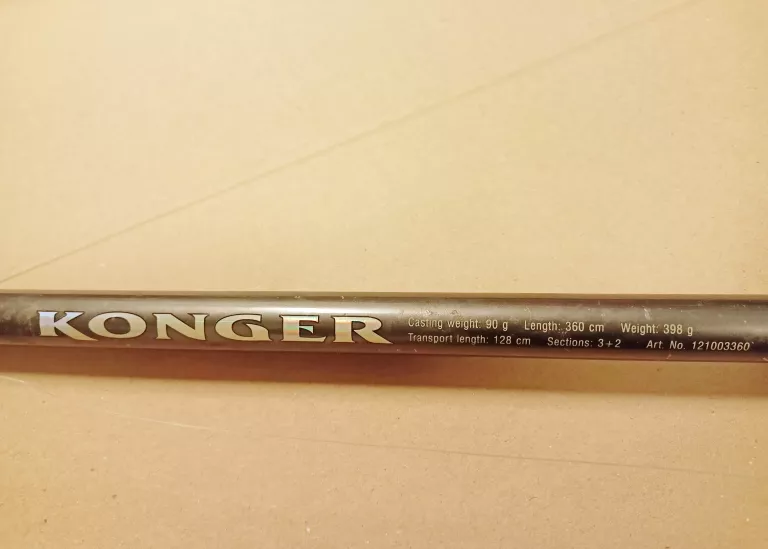 KONGER
Casting weight: 90 g Length: 360 cm Weight: 398 g
Transport length: 128 cm Sections: 3+2 Art. No. 121003360